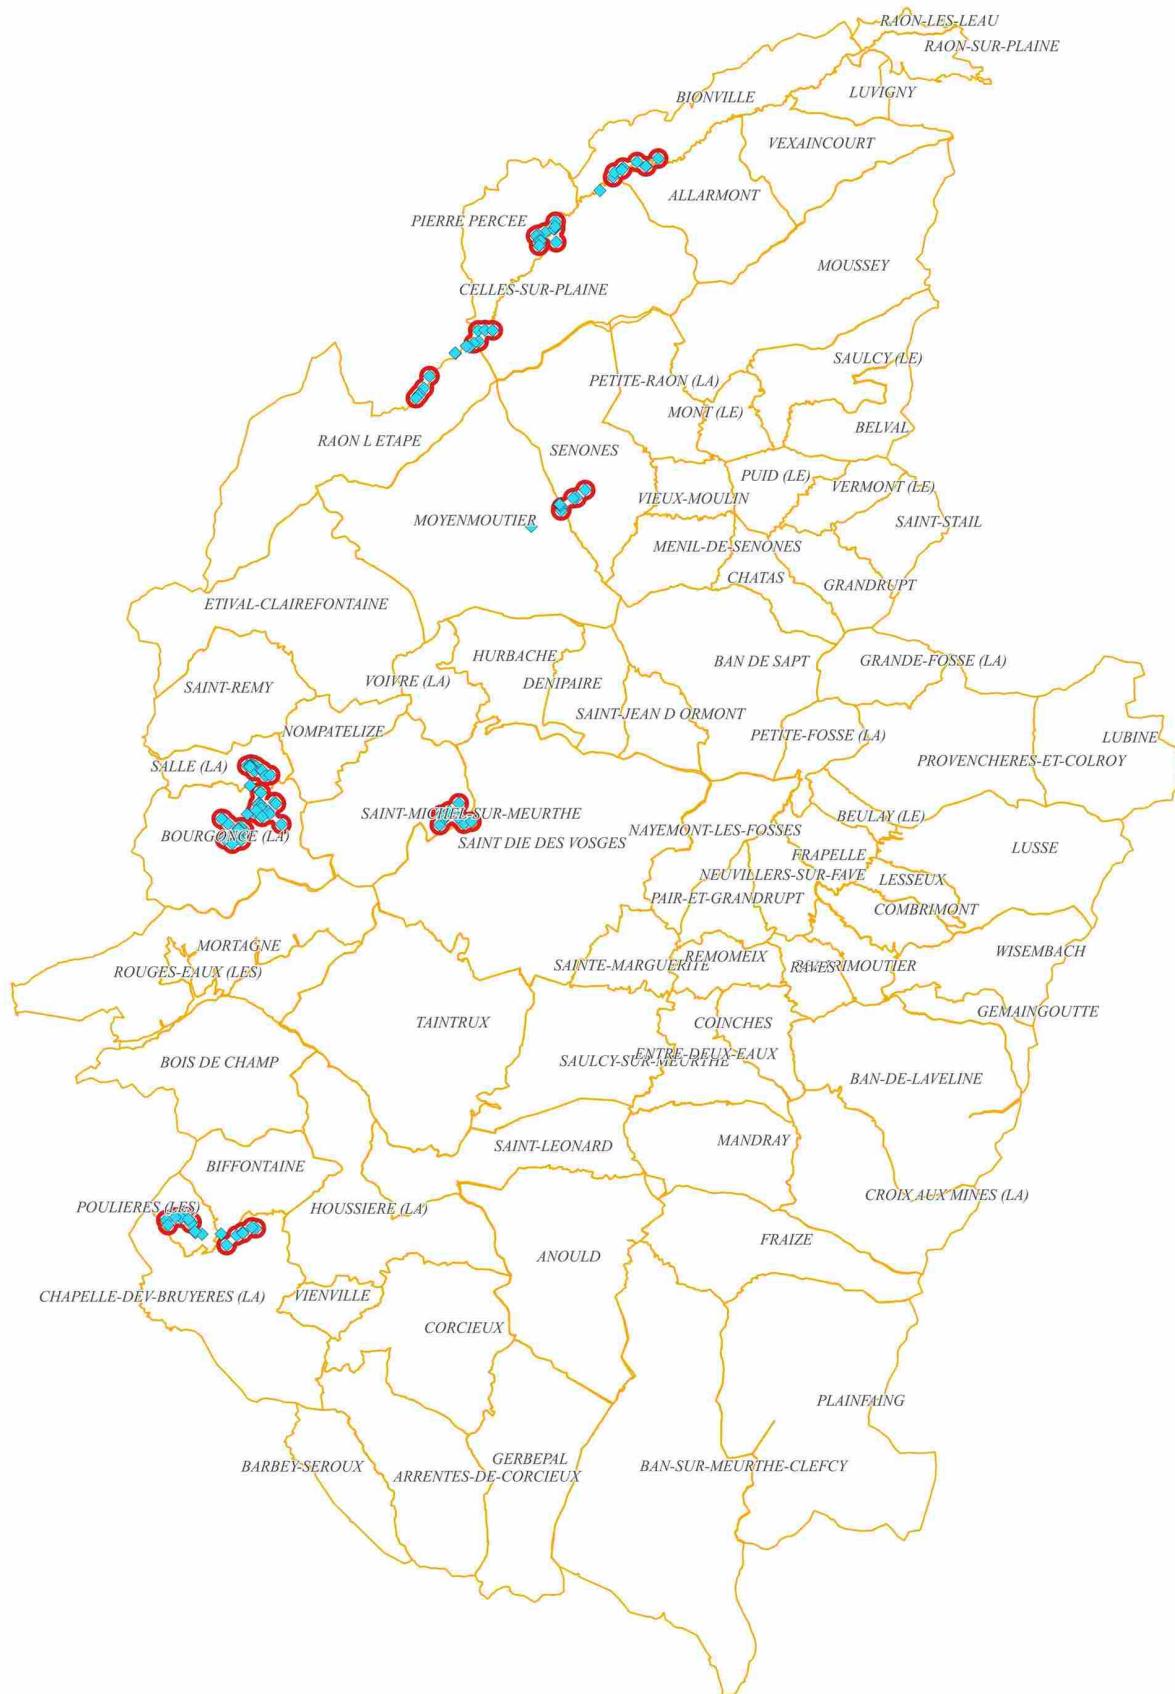 RAON-LES-LEAU
RAON-SUR-PLAINE
LUVIGNY
BIONVILLE
VEXAINCOURT
ALLARMONT
PIERRE PERCEE
MOUSSEY
CELLES-SUR-PLAINE
SAULCY (LE)
PETITE-RAON (LA)
MONT (LE)
BELVAL
RAON L ETAPE
SENONES
PUID (LE)
VERMONT (LE)
VIEUX-MOULIN
MOYENMOUTIER
SAINT-STAIL
MENIL-DE-SENONES
CHATAS
GRANDRUPT
ETIVAL-CLAIREFONTAINE
HURBACHE
BAN DE SAPT
GRANDE-FOSSE (LA)
VOIVRE (LA)
DENIPAIRE
SAINT-REMY
SAINT-JEAN D ORMONT
NOMPATELIZE
PETITE-FOSSE (LA)
LUBINE
PROVENCHERES-ET-COLROY
SALLE (LA)
SAINT-MICHEL-SUR-MEURTHE
BEULAY (LE)
NAYEMONT-LES-FOSSES
BOURGONCE (LA)
SAINT DIE DES VOSGES
LUSSE
FRAPELLE
NEUVILLERS-SUR-FAVE
LESSEUX
PAIR-ET-GRANDRUPT
COMBRIMONT
MORTAGNE
WISEMBACH
REMOMEIX
SAINTE-MARGUERITE
RAVES
ROUGES-EAUX (LES)
GEMAINGOUTTE
TAINTRUX
COINCHES
ENTRE-DEUX-EAUX
SAULCY-SUR-MEURTHE
BOIS DE CHAMP
BAN-DE-LAVELINE
MANDRAY
SAINT-LEONARD
BIFFONTAINE
CROIX AUX MINES (LA)
POULIERES (LES)
HOUSSIERE (LA)
FRAIZE
ANOULD
CHAPELLE-DEV-BRUYERES (LA)
VIENVILLE
CORCIEUX
PLAINFAING
GERBEPAL
BARBEY-SEROUX
BAN-SUR-MEURTHE-CLEFCY
ARRENTES-DE-CORCIEUX